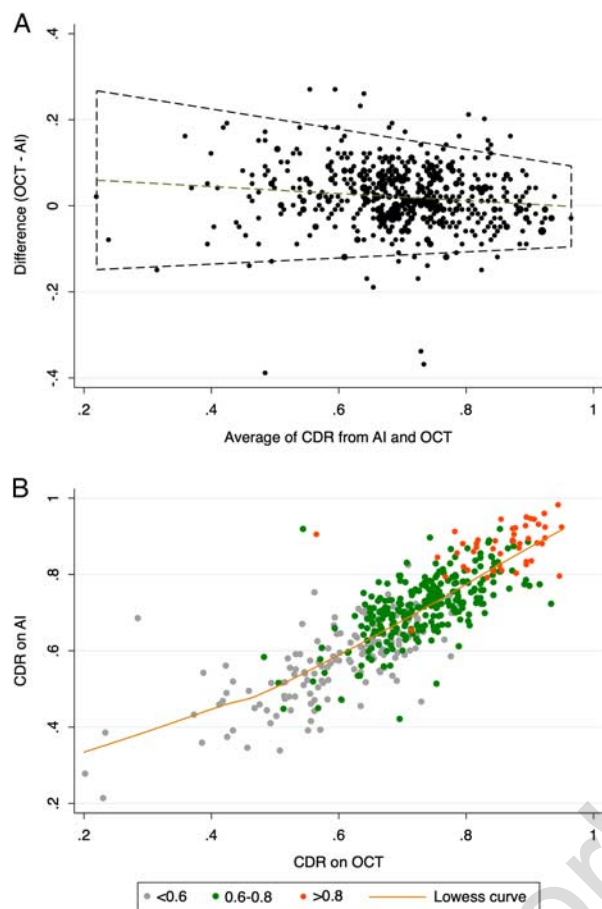 A
.4
.2
0
-.2
-.4
Difference (OCT - AI)
.2 .4 .6 .8 1
Average of CDR from AI and OCT
B
1
.8
.6
.4
.2
CDR on AI
.2 .4 .6 .8 1
CDR on OCT
<0.6 0.6-0.8 >0.8 Lowess curve